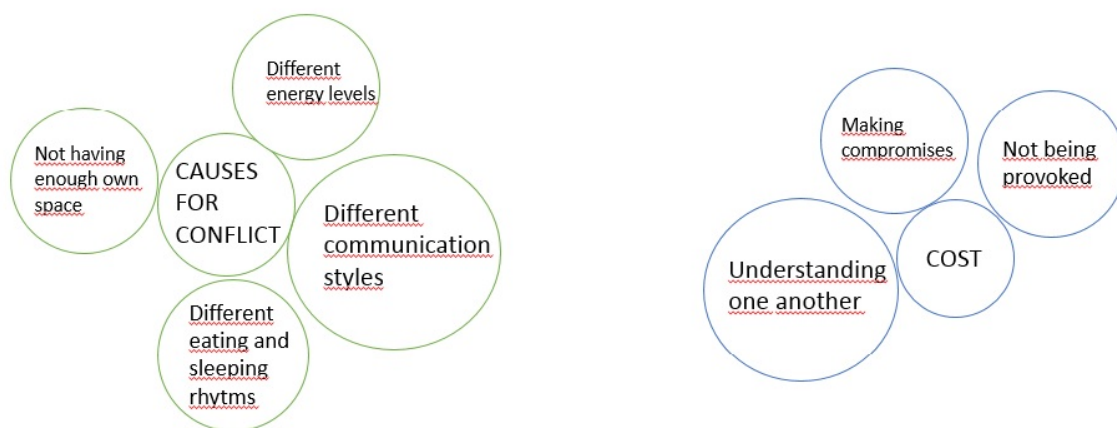 Different
energy levels
Not having
enough own
space
CAUSES
FOR
CONFLICT
Different
communication
styles
Different
eating and
sleeping
rhytms
Making
compromises
Not being
provoked
Understanding
one another
COST